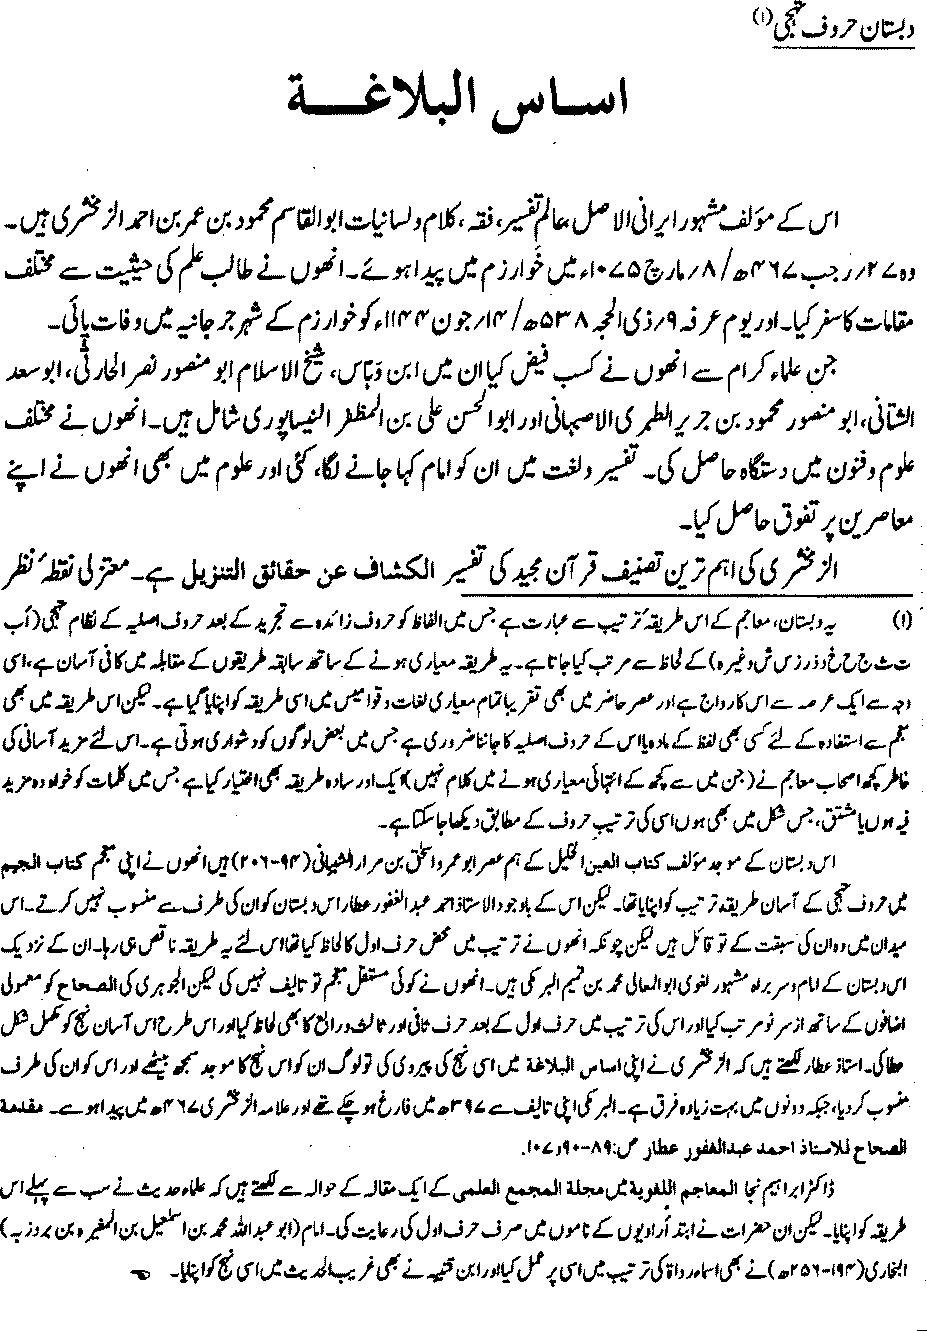 دبستان حروف تہجی (۱)
اساس البلاغة
اس کے مؤلف مشہور ایرانی الاصل، عالم تفسیر، فقہ، کلام و لسانیات ابو القاسم محمود بن عمر بن احمد الزمخشری ہیں۔
وہ ۲۷/رجب ۴۶۷ھ/۸/مارچ ۱۰۷۵ء میں خوارزم میں پیدا ہوئے۔ انھوں نے طالب علم کی حیثیت سے مختلف
مقامات کا سفر کیا۔ اور یوم عرفہ ۹/ذی الحجہ ۵۳۸ھ/۱۴/جون ۱۱۴۴ء کو خوارزم کے شہر جرجانیہ میں وفات پائی۔
جن علماء کرام سے انھوں نے کسب فیض کیا ان میں ابن دبّاس، شیخ الاسلام ابو منصور نصر الحارثی، ابو سعد
الشقانی، ابو منصور محمود بن جریر الطبری الاصبہانی اور ابو الحسن علی بن المظفر النیساپوری شامل ہیں۔ انھوں نے مختلف
علوم و فنون میں دستگاہ حاصل کی۔ تفسیر و لغت میں ان کو امام کہا جانے لگا، کئی اور علوم میں بھی انھوں نے اپنے
معاصرین پر تفوق حاصل کیا۔
الزمخشری کی اہم ترین تصنیف قرآن مجید کی تفسیر الکشاف عن حقائق التنزیل ہے۔ معتزلی نقطۂ نظر
(۱) یہ دبستان، معاجم کے اس طریقۂ ترتیب سے عبارت ہے جس میں الفاظ کو حروف زائدہ سے تجرید کے بعد حروف اصلیہ کے نظام تہجی (أ ب
ت ث ج ح خ د ذ ر ز س ش وغیرہ) کے لحاظ سے مرتب کیا جاتا ہے۔ یہ طریقہ معیاری ہونے کے ساتھ سابقہ طریقوں کے مقابلہ میں کافی آسان ہے، اسی
وجہ سے ایک عرصہ سے اس کا رواج ہے اور عصر حاضر میں بھی تقریبا تمام معیاری لغات و قوامیس میں اسی طریقہ کو اپنایا گیا ہے۔ لیکن اس طریقہ میں بھی
معجم سے استفادہ کے لئے کسی بھی لفظ کے مادہ یا اس کے حروف اصلیہ کا جاننا ضروری ہے جس میں بعض لوگوں کو دشواری ہوتی ہے۔ اس لئے مزید آسانی کی
خاطر کچھ اصحاب معاجم نے (جن میں سے کچھ کے انتہائی معیاری ہونے میں کلام نہیں) ایک اور سادہ طریقہ بھی اختیار کیا ہے جس میں کلمات کو خواہ وہ مزید
فیہ ہوں یا مشتق، جس شکل میں بھی ہوں اسی کی ترتیب حروف کے مطابق دیکھا جا سکتا ہے۔
اس دبستان کے موجد مؤلف کتاب العین الخلیل کے ہم عصر ابو عمرو اسحٰق بن مرار الشیبانی (۹۴-۲۰۶) ہیں انھوں نے اپنی معجم کتاب الجیم
میں حروف تہجی کے آسان طریقۂ ترتیب کو اپنایا تھا۔ لیکن اس کے باوجود الاستاذ احمد عبد الغفور عطار اس دبستان کو ان کی طرف سے منسوب نہیں کرتے۔ اس
میدان میں وہ ان کی سبقت کے تو قائل ہیں لیکن چونکہ انھوں نے ترتیب میں محض حرف اول کا لحاظ کیا تھا اس لئے یہ طریقہ ناقص ہی رہا۔ ان کے نزدیک
اس دبستان کے امام و سربراہ مشہور لغوی ابو المعالی محمد بن تمیم البرمکی ہیں۔ انھوں نے کوئی مستقل معجم تو تالیف نہیں کی لیکن الجوہری کی الصحاح کو معمولی
اضافوں کے ساتھ از سر نو مرتب کیا اور اس کی ترتیب میں حرف اول کے بعد حرف ثانی اور ثالث و رابع کا بھی لحاظ کیا اور اس طرح اس آسان نہج کو مکمل شکل
عطا کی۔ استاذ عطار لکھتے ہیں کہ الزمخشری نے اپنی اساس البلاغة میں اسی نہج کی پیروی کی تو لوگ ان کو اس نہج کا موجد سمجھ بیٹھے اور اس کو ان کی طرف
منسوب کر دیا، جبکہ دونوں میں بہت زیادہ فرق ہے۔ البرمکی اپنی تالیف سے ۳۹۷ھ میں فارغ ہو چکے تھے اور علامہ الزمخشری ۴۶۷ھ میں پیدا ہوئے۔ مقدمة
الصحاح للاستاذ احمد عبدالغفور عطار ص: ۸۹-۹۰ و ۱۰۷.
ڈاکٹر ابراہیم نجا المعاجم اللغویة میں مجلة المجمع العلمی کے ایک مقالہ کے حوالہ سے لکھتے ہیں کہ علماء حدیث نے سب سے پہلے اس
طریقہ کو اپنایا۔ لیکن ان حضرات نے ابتداءً راویوں کے ناموں میں صرف حرف اول کی رعایت کی۔ امام (ابو عبد اللہ محمد بن اسمٰعیل بن المغیرہ بن بردزبہ)
البخاری (۱۹۴-۲۵۶ھ) نے بھی اسماء رواۃ کی ترتیب میں اسی پر عمل کیا اور ابن قتیبہ نے بھی غریب الحدیث میں اسی نہج کو اپنایا۔